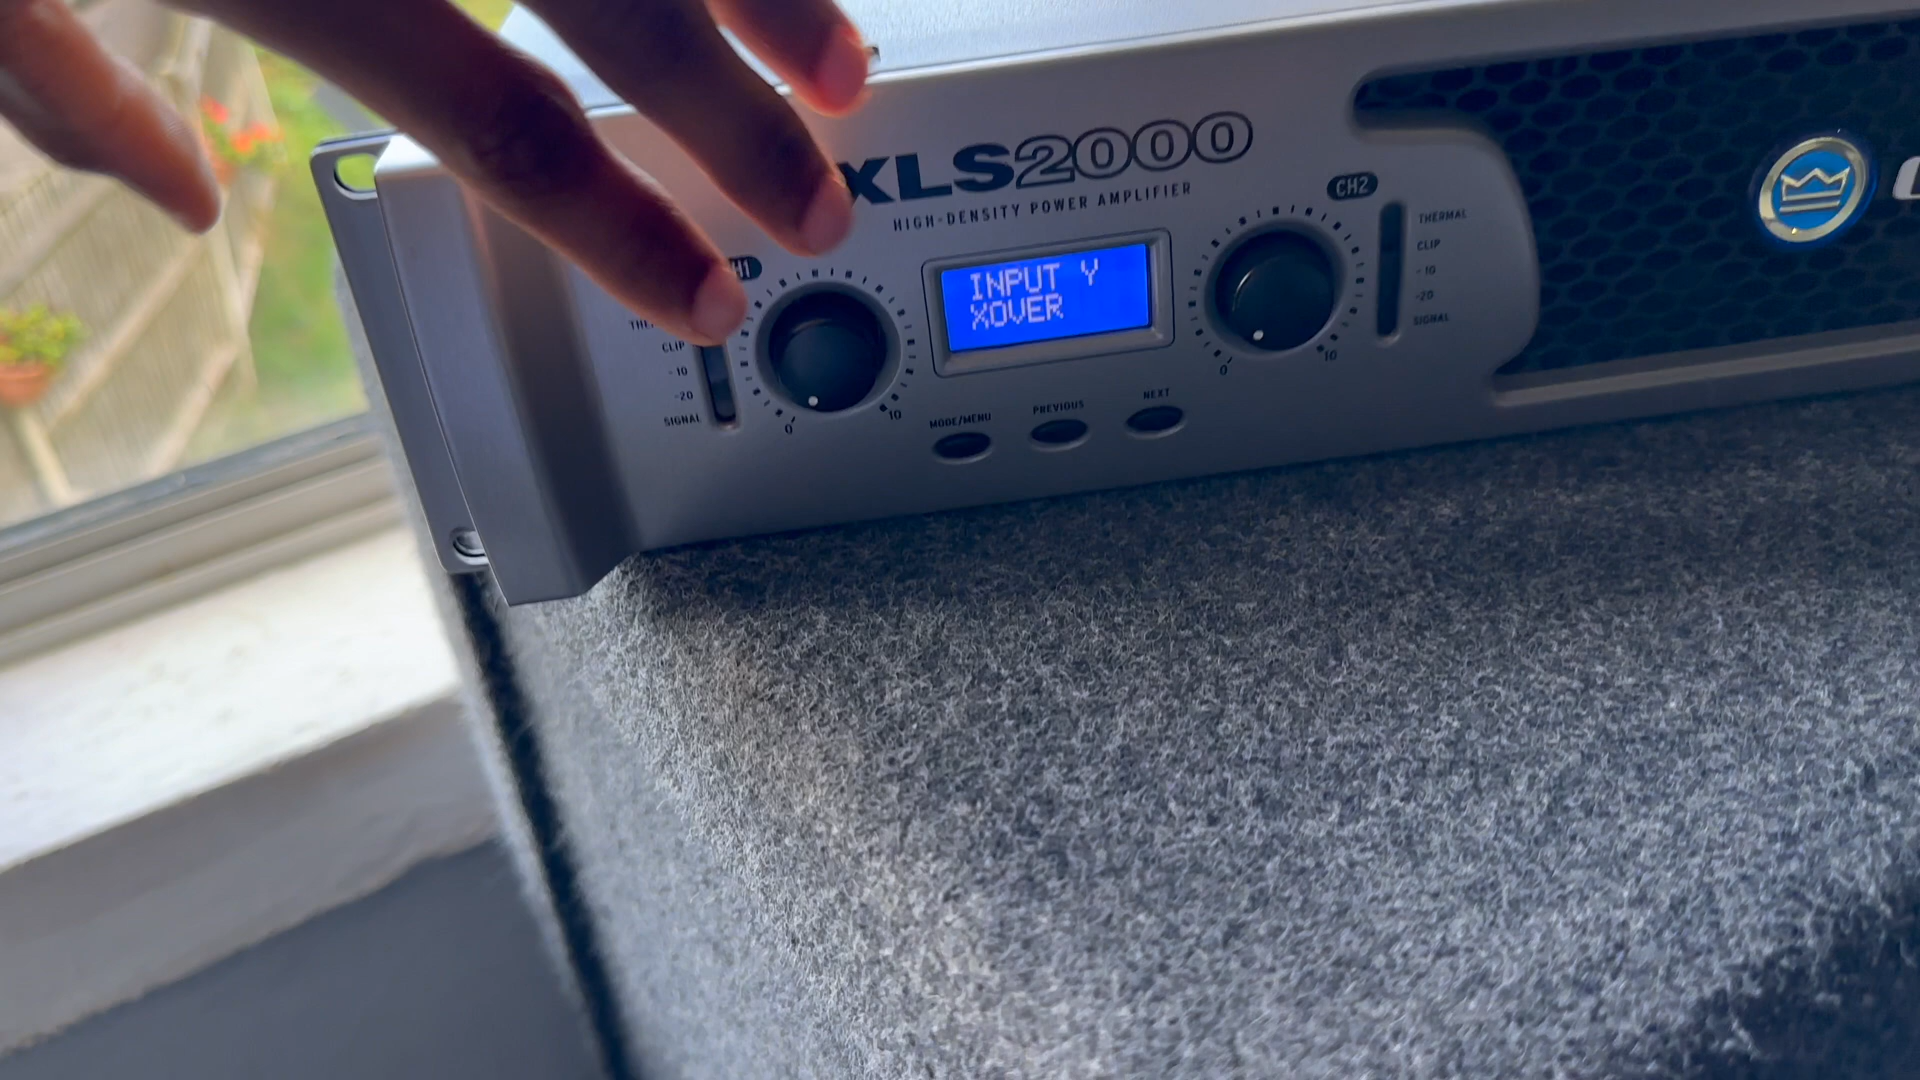 XLS2000
HIGH-DENSITY POWER AMPLIFIER
CH2
THERMAL
CLIP
-10
-20
SIGNAL
0
10
INPUT Y
XOVER
CLIP
-10
-20
SIGNAL
0
10
MODE/MENU
PREVIOUS
NEXT